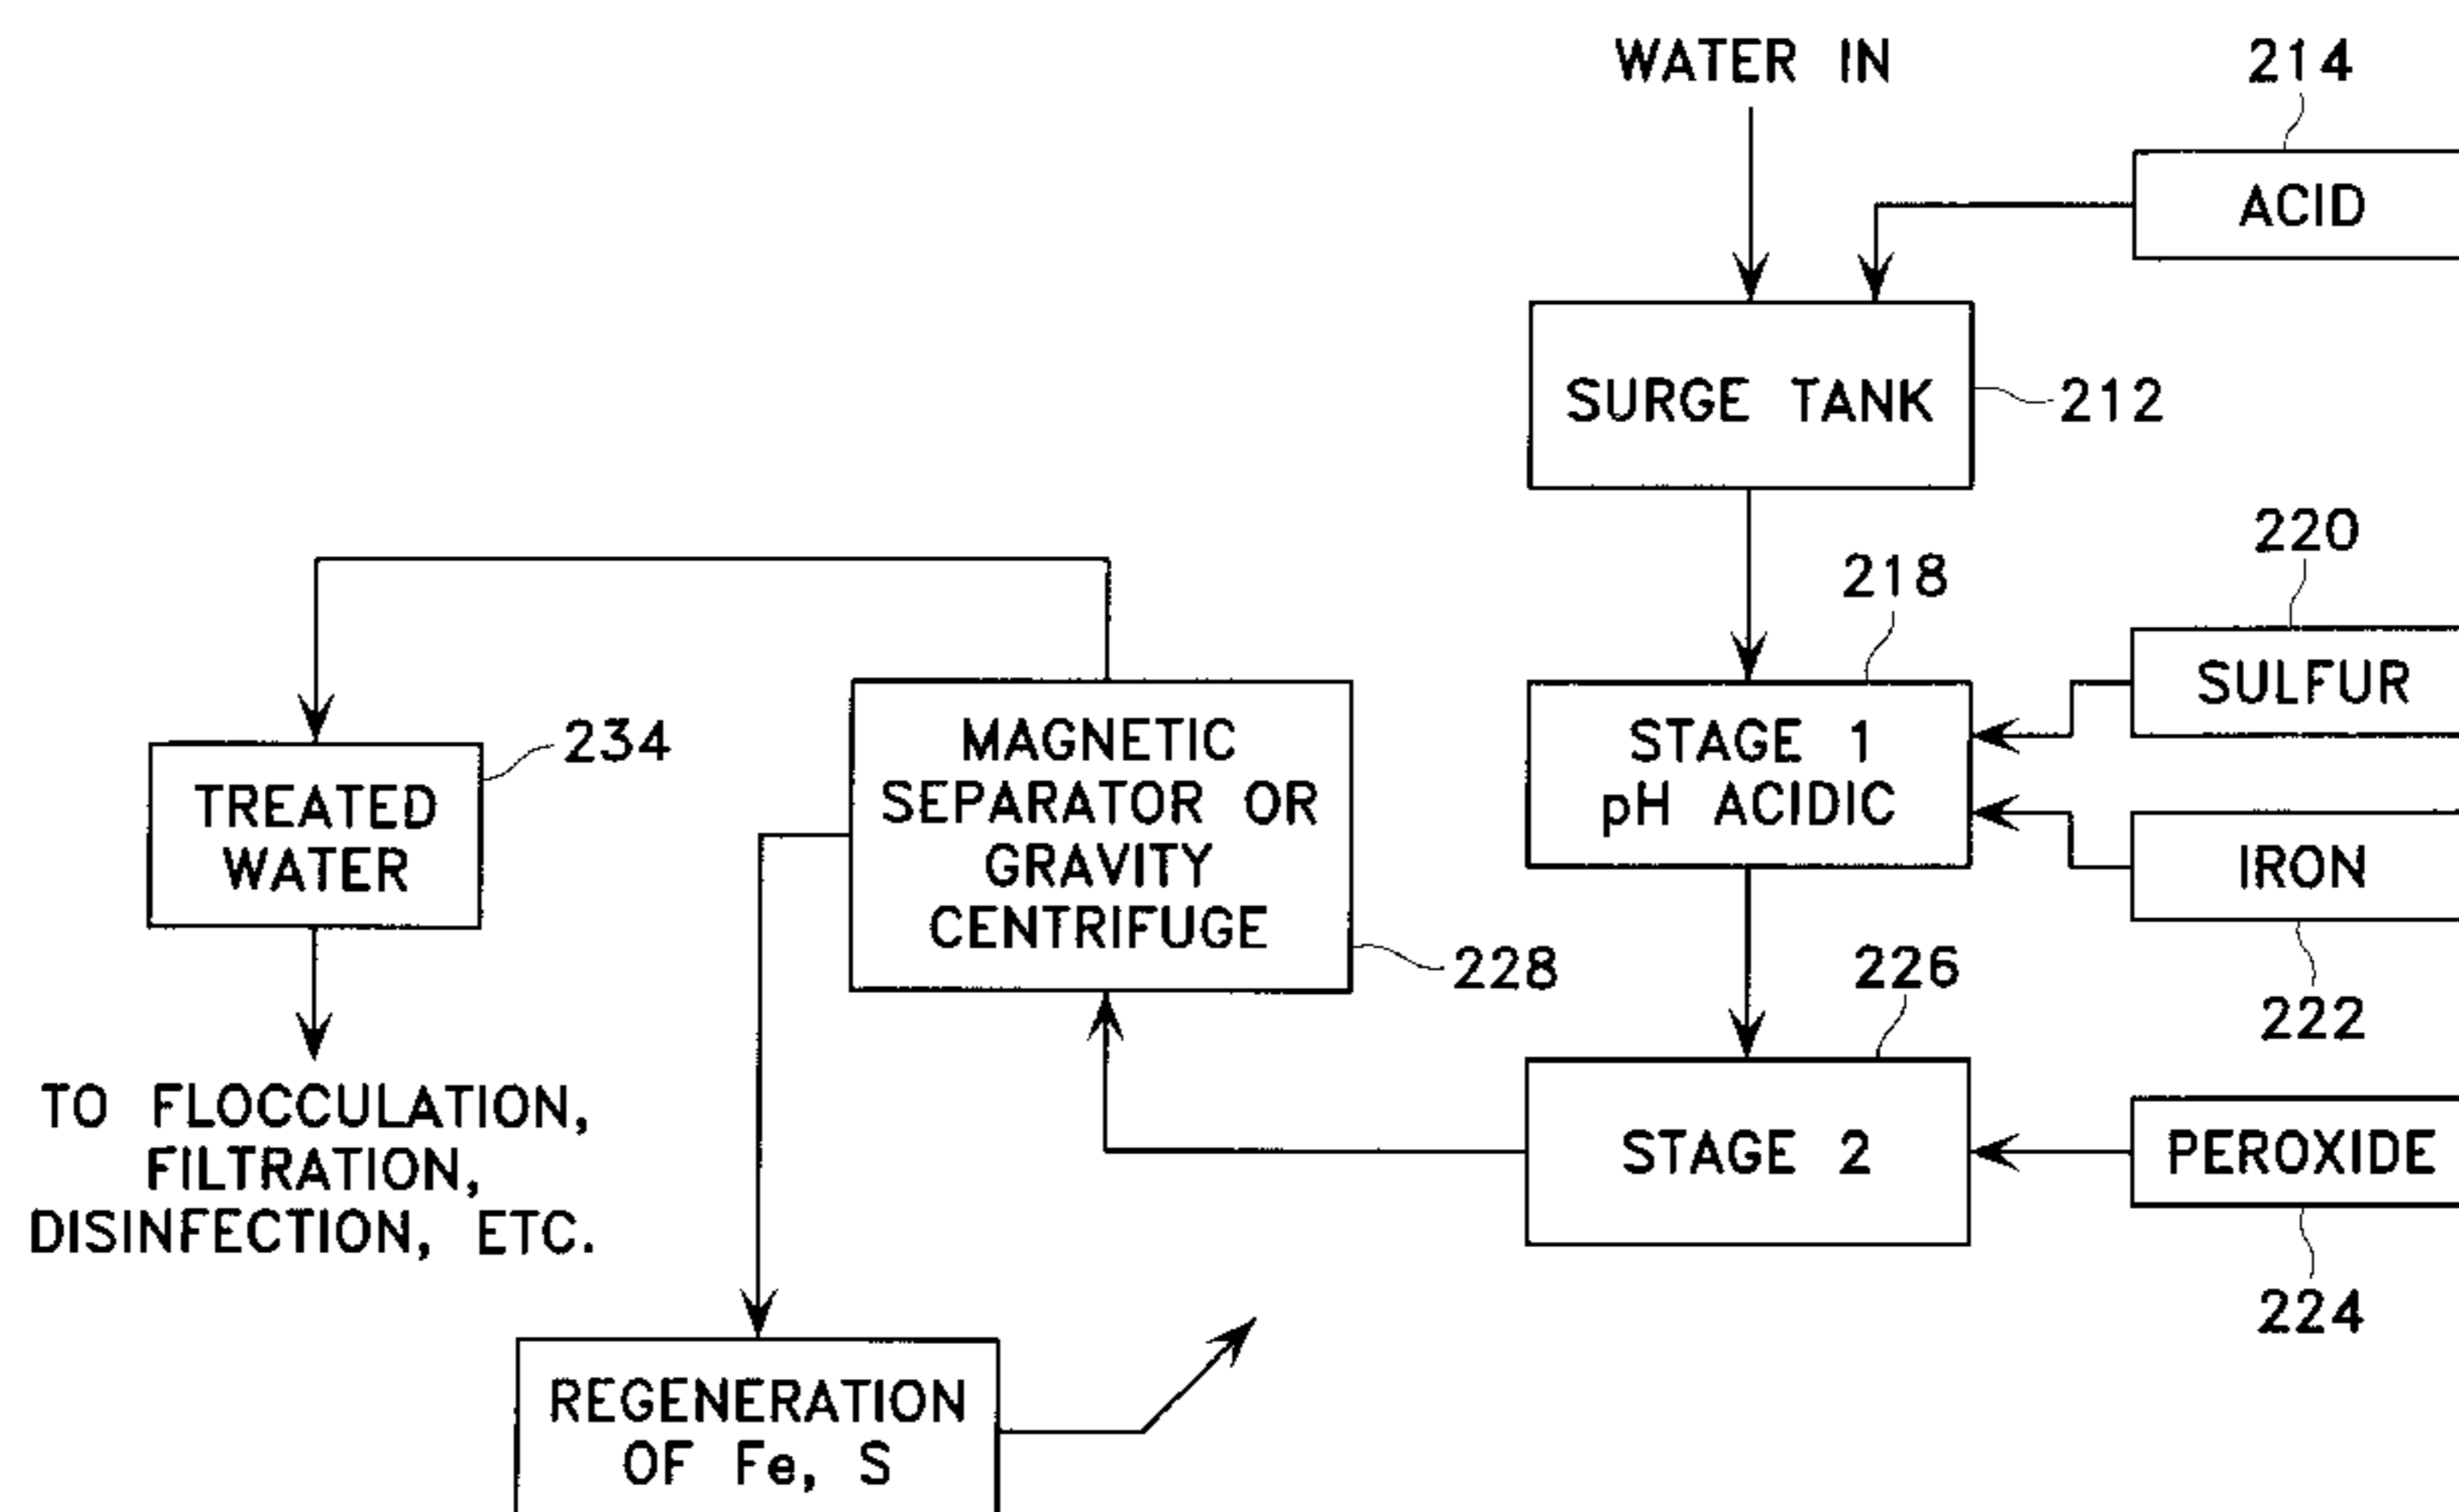 WATER IN
214
ACID
SURGE TANK
212
220
218
SULFUR
STAGE 1
pH ACIDIC
IRON
222
MAGNETIC
SEPARATOR OR
GRAVITY
CENTRIFUGE
228
234
TREATED
WATER
226
STAGE 2
PEROXIDE
224
TO FLOCCULATION,
FILTRATION,
DISINFECTION, ETC.
REGENERATION
OF Fe, S